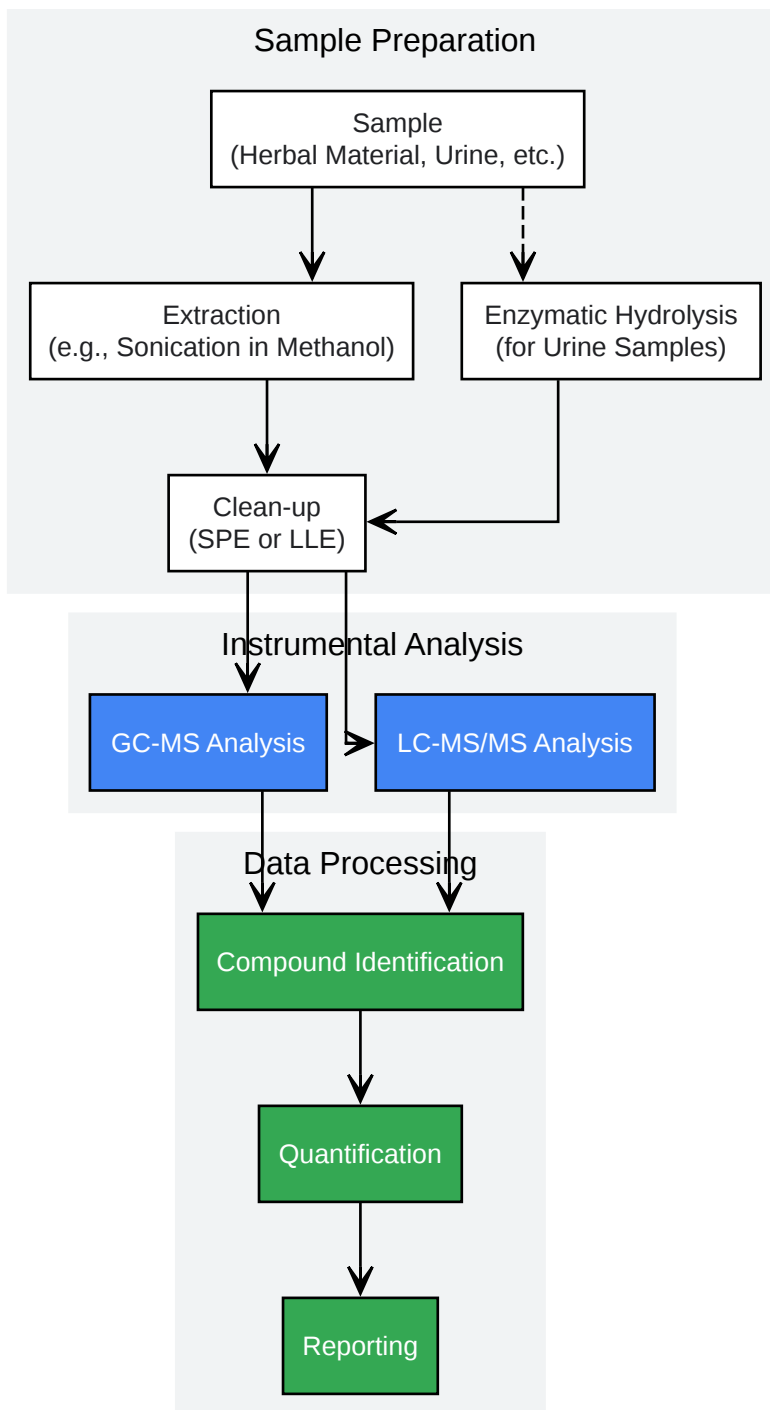 Sample Preparation
Sample
(Herbal Material, Urine, etc.)
Extraction
(e.g., Sonication in Methanol)
Enzymatic Hydrolysis
(for Urine Samples)
Clean-up
(SPE or LLE)
Instrumental Analysis
GC-MS Analysis
LC-MS/MS Analysis
Data Processing
Compound Identification
Quantification
Reporting